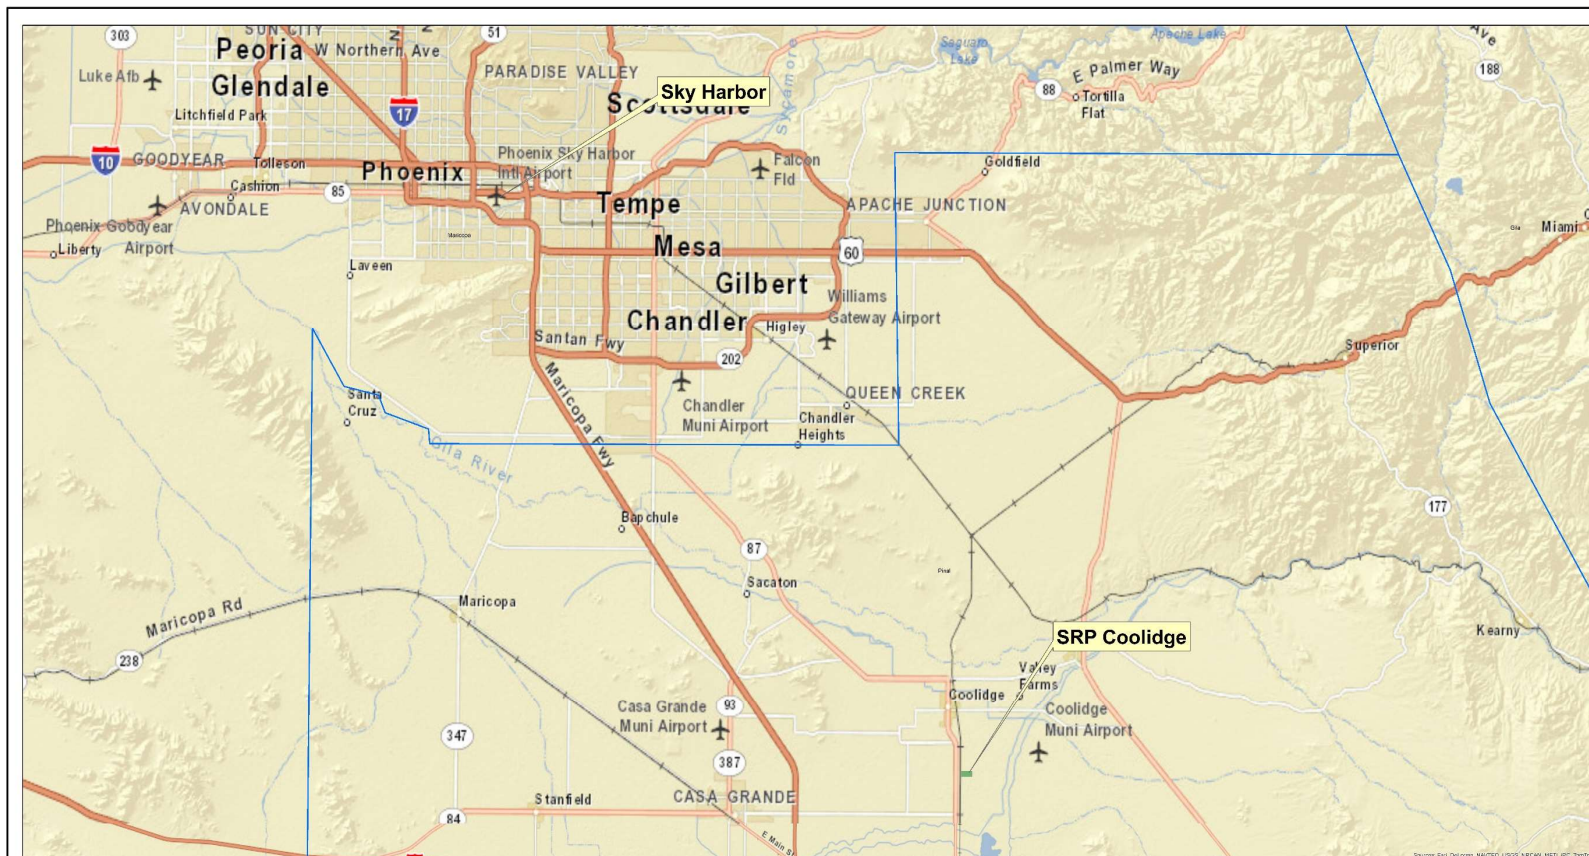 303
SUN CITY
51
Peoria
W Northern Ave
N
Saguaro
Lake
Apache Lake
Ave
188
Luke Afb
Glendale
PARADISE VALLEY
Sycamore
E Palmer Way
88
Tortilla
Flat
Litchfield Park
17
Scottsdale
Sky Harbor
10
GOODYEAR
Tolleson
Phoenix
Phoenix Sky Harbor
Intl Airport
Falcon
Fld
Goldfield
Cashion
85
AVONDALE
Tempe
APACHE JUNCTION
Phoenix Goodyear
Airport
Liberty
Maricopa
Mesa
60
Gila
Miami
Laveen
Gilbert
Williams
Gateway Airport
Chandler
Higley
Santan Fwy
202
Superior
Santa
Cruz
Maricopa Fwy
Chandler
Muni Airport
QUEEN CREEK
Chandler
Heights
Gila River
177
Bapchule
87
Sacaton
Pinal
Maricopa Rd
Maricopa
238
SRP Coolidge
Kearny
Valley
Farms
Coolidge
Casa Grande
Muni Airport
93
Coolidge
Muni Airport
347
387
Stanfield
CASA GRANDE
84
E Main St